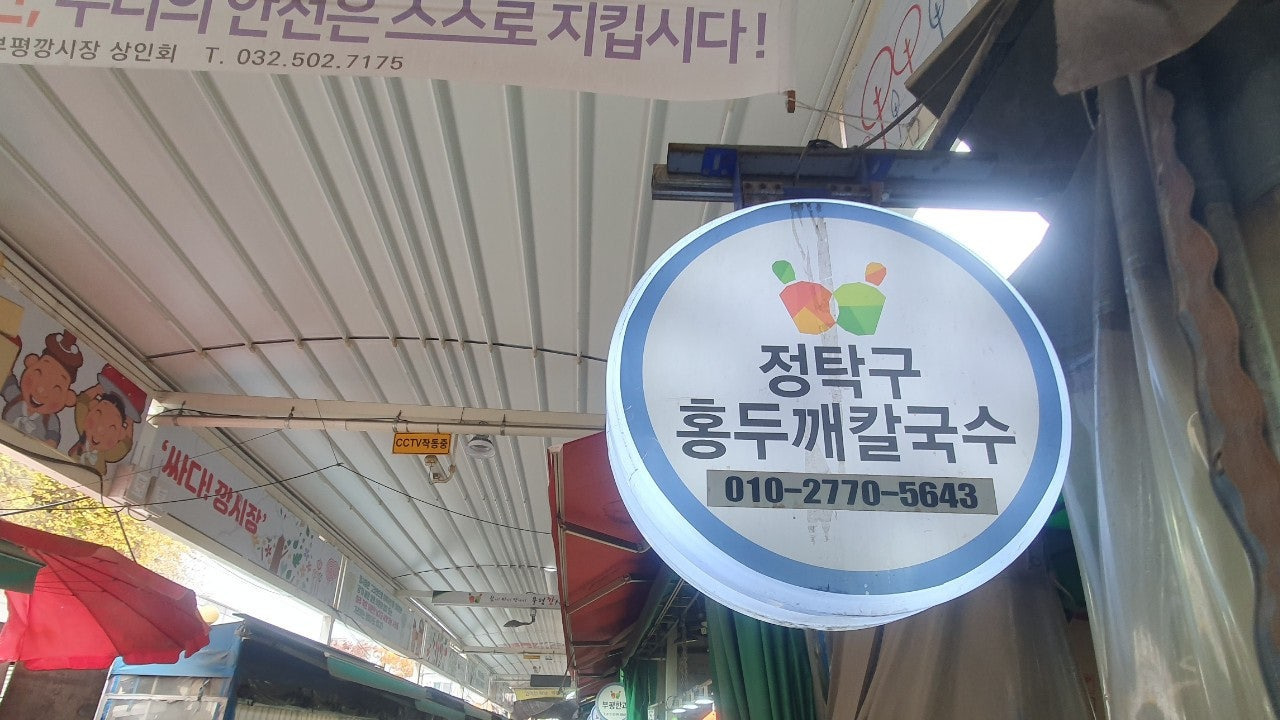 우리의 안전은 스스로 지킵시다!
부평깡시장 상인회 T. 032.502.7175
정탁구
홍두깨칼국수
010-2770-5643
CCTV작동중
'싸다! 깡시장'